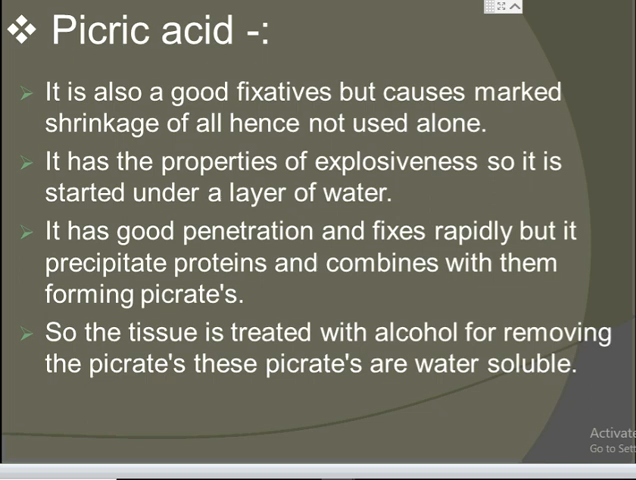 ❖ Picric acid -:
➢ It is also a good fixatives but causes marked
shrinkage of all hence not used alone.
➢ It has the properties of explosiveness so it is
started under a layer of water.
➢ It has good penetration and fixes rapidly but it
precipitate proteins and combines with them
forming picrate's.
➢ So the tissue is treated with alcohol for removing
the picrate's these picrate's are water soluble.
Activate
Go to Sett